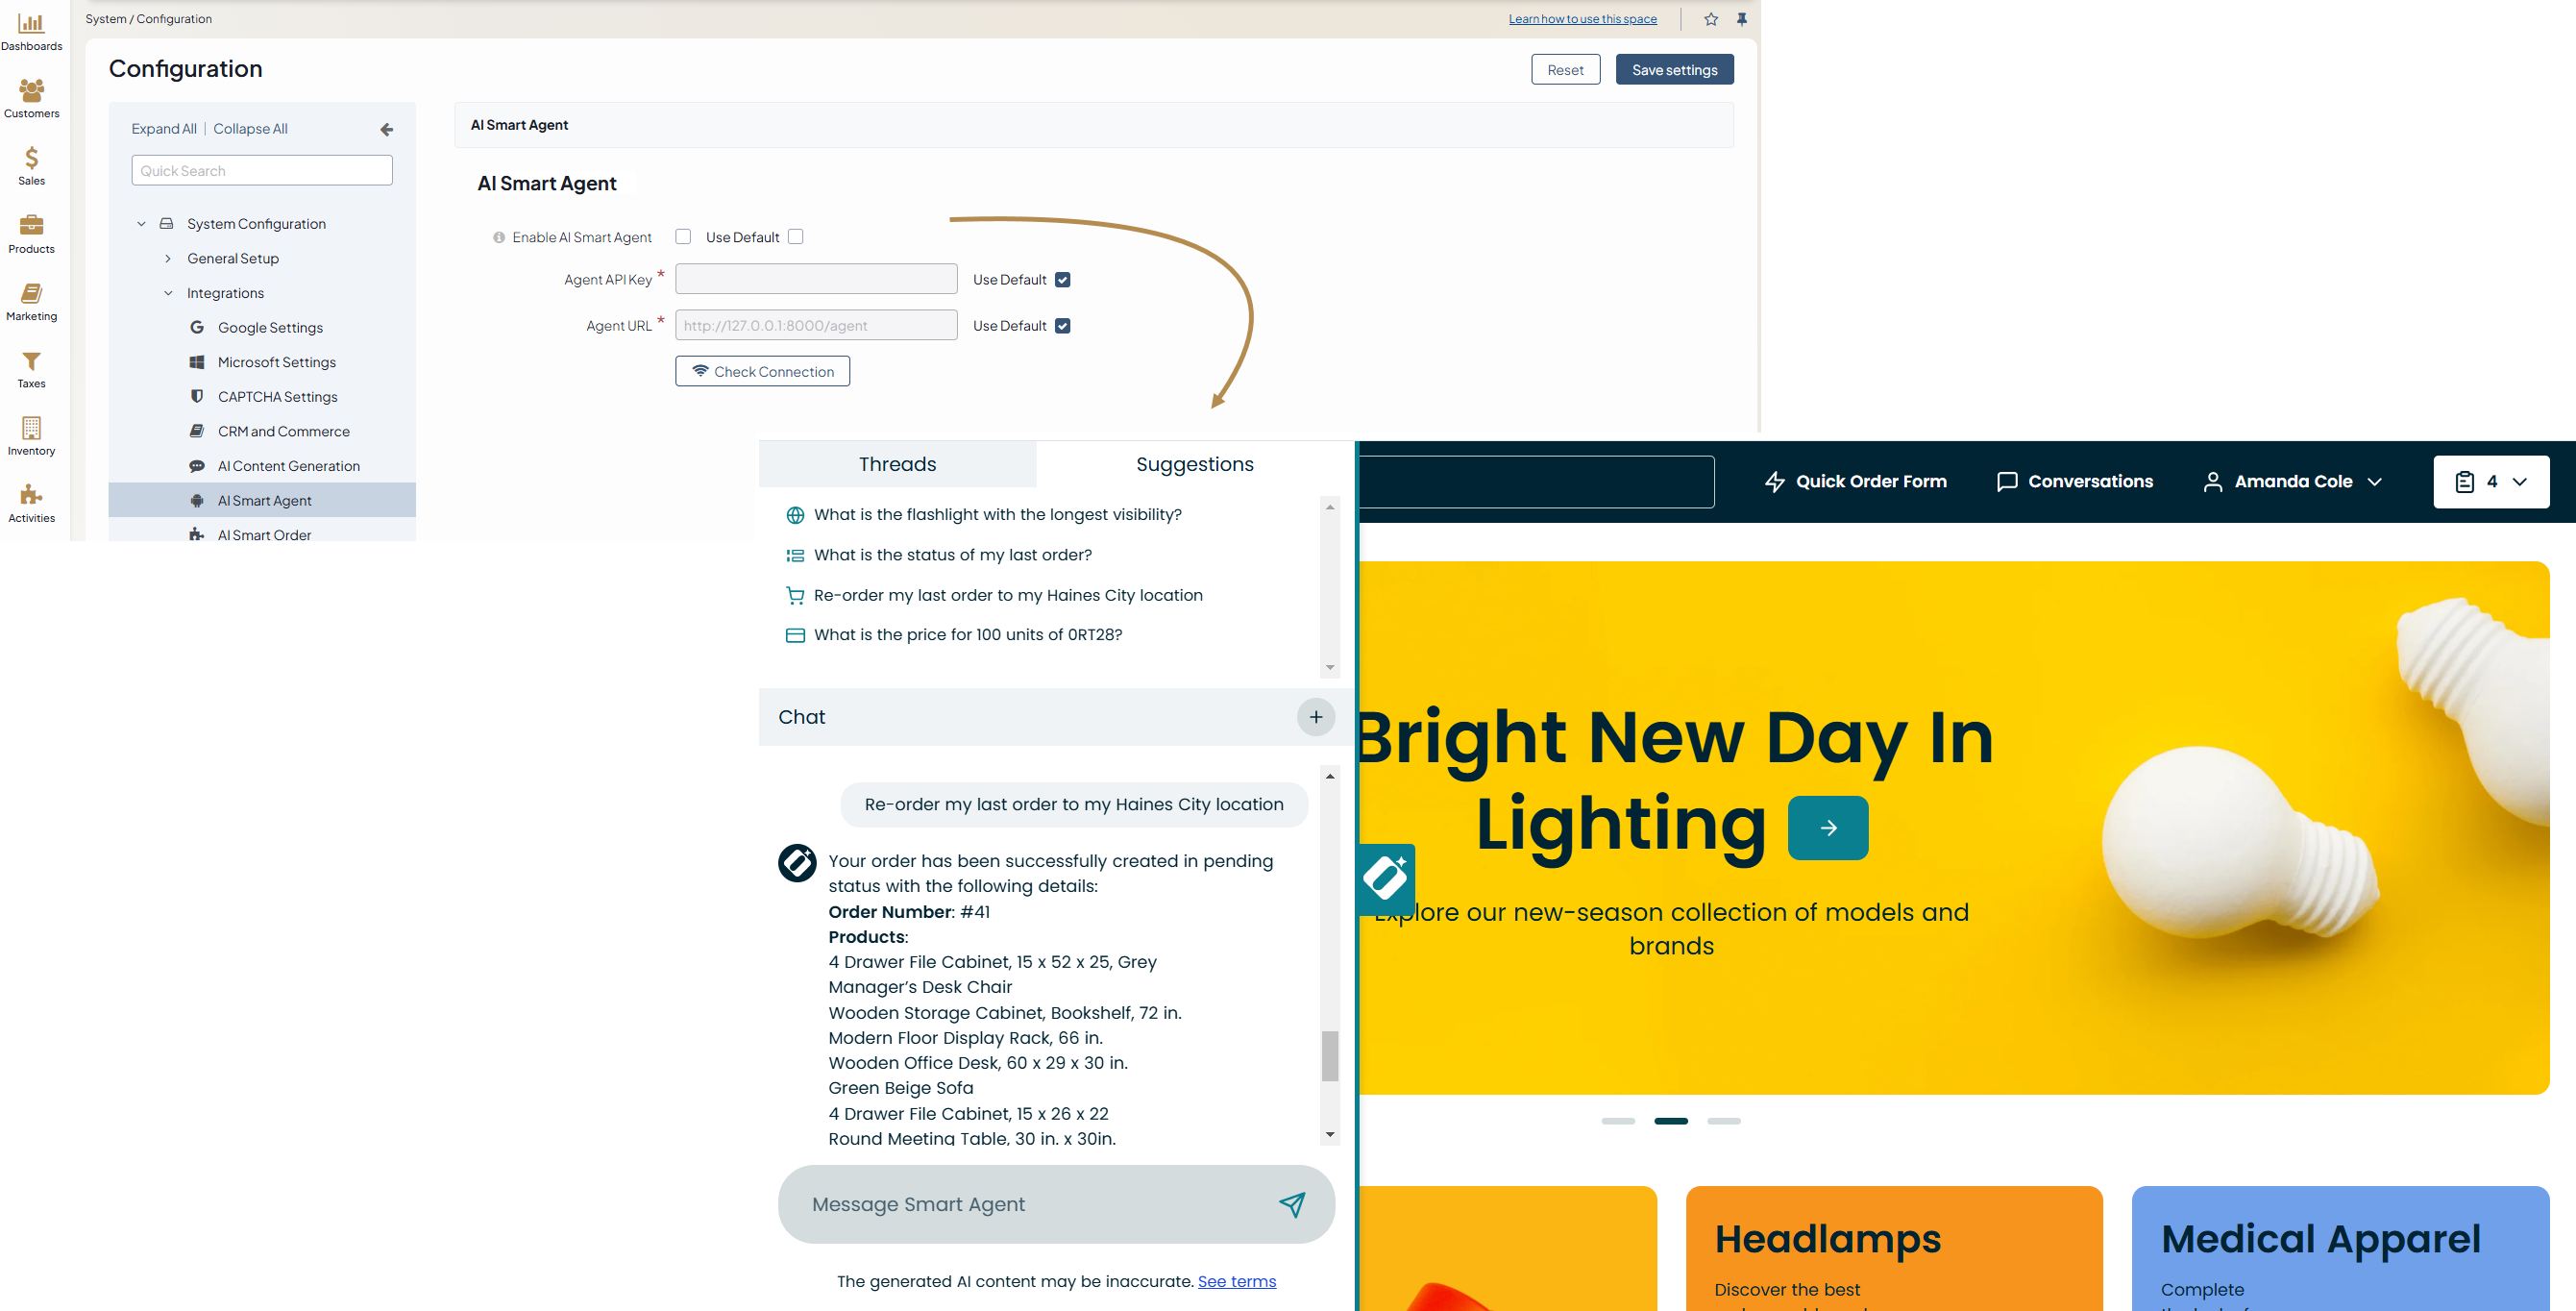 System / Configuration
Learn how to use this space
Dashboards
Customers
Sales
Products
Marketing
Taxes
Inventory
Activities
Configuration
Reset
Save settings
Expand All | Collapse All
Quick Search
System Configuration
General Setup
Integrations
Google Settings
Microsoft Settings
CAPTCHA Settings
CRM and Commerce
AI Content Generation
AI Smart Agent
AI Smart Order
AI Smart Agent
AI Smart Agent
Enable AI Smart Agent Use Default
Agent API Key * Use Default
Agent URL * http://127.0.0.1:8000/agent Use Default
Check Connection
Threads
Suggestions
What is the flashlight with the longest visibility?
What is the status of my last order?
Re-order my last order to my Haines City location
What is the price for 100 units of 0RT28?
Chat
Re-order my last order to my Haines City location
Your order has been successfully created in pending
status with the following details:
Order Number: #41
Products:
4 Drawer File Cabinet, 15 x 52 x 25, Grey
Manager’s Desk Chair
Wooden Storage Cabinet, Bookshelf, 72 in.
Modern Floor Display Rack, 66 in.
Wooden Office Desk, 60 x 29 x 30 in.
Green Beige Sofa
4 Drawer File Cabinet, 15 x 26 x 22
Round Meeting Table, 30 in. x 30in.
Message Smart Agent
The generated AI content may be inaccurate. See terms
Quick Order Form
Conversations
Amanda Cole
4
Bright New Day In
Lighting
Explore our new-season collection of models and
brands
Headlamps
Discover the best
Medical Apparel
Complete